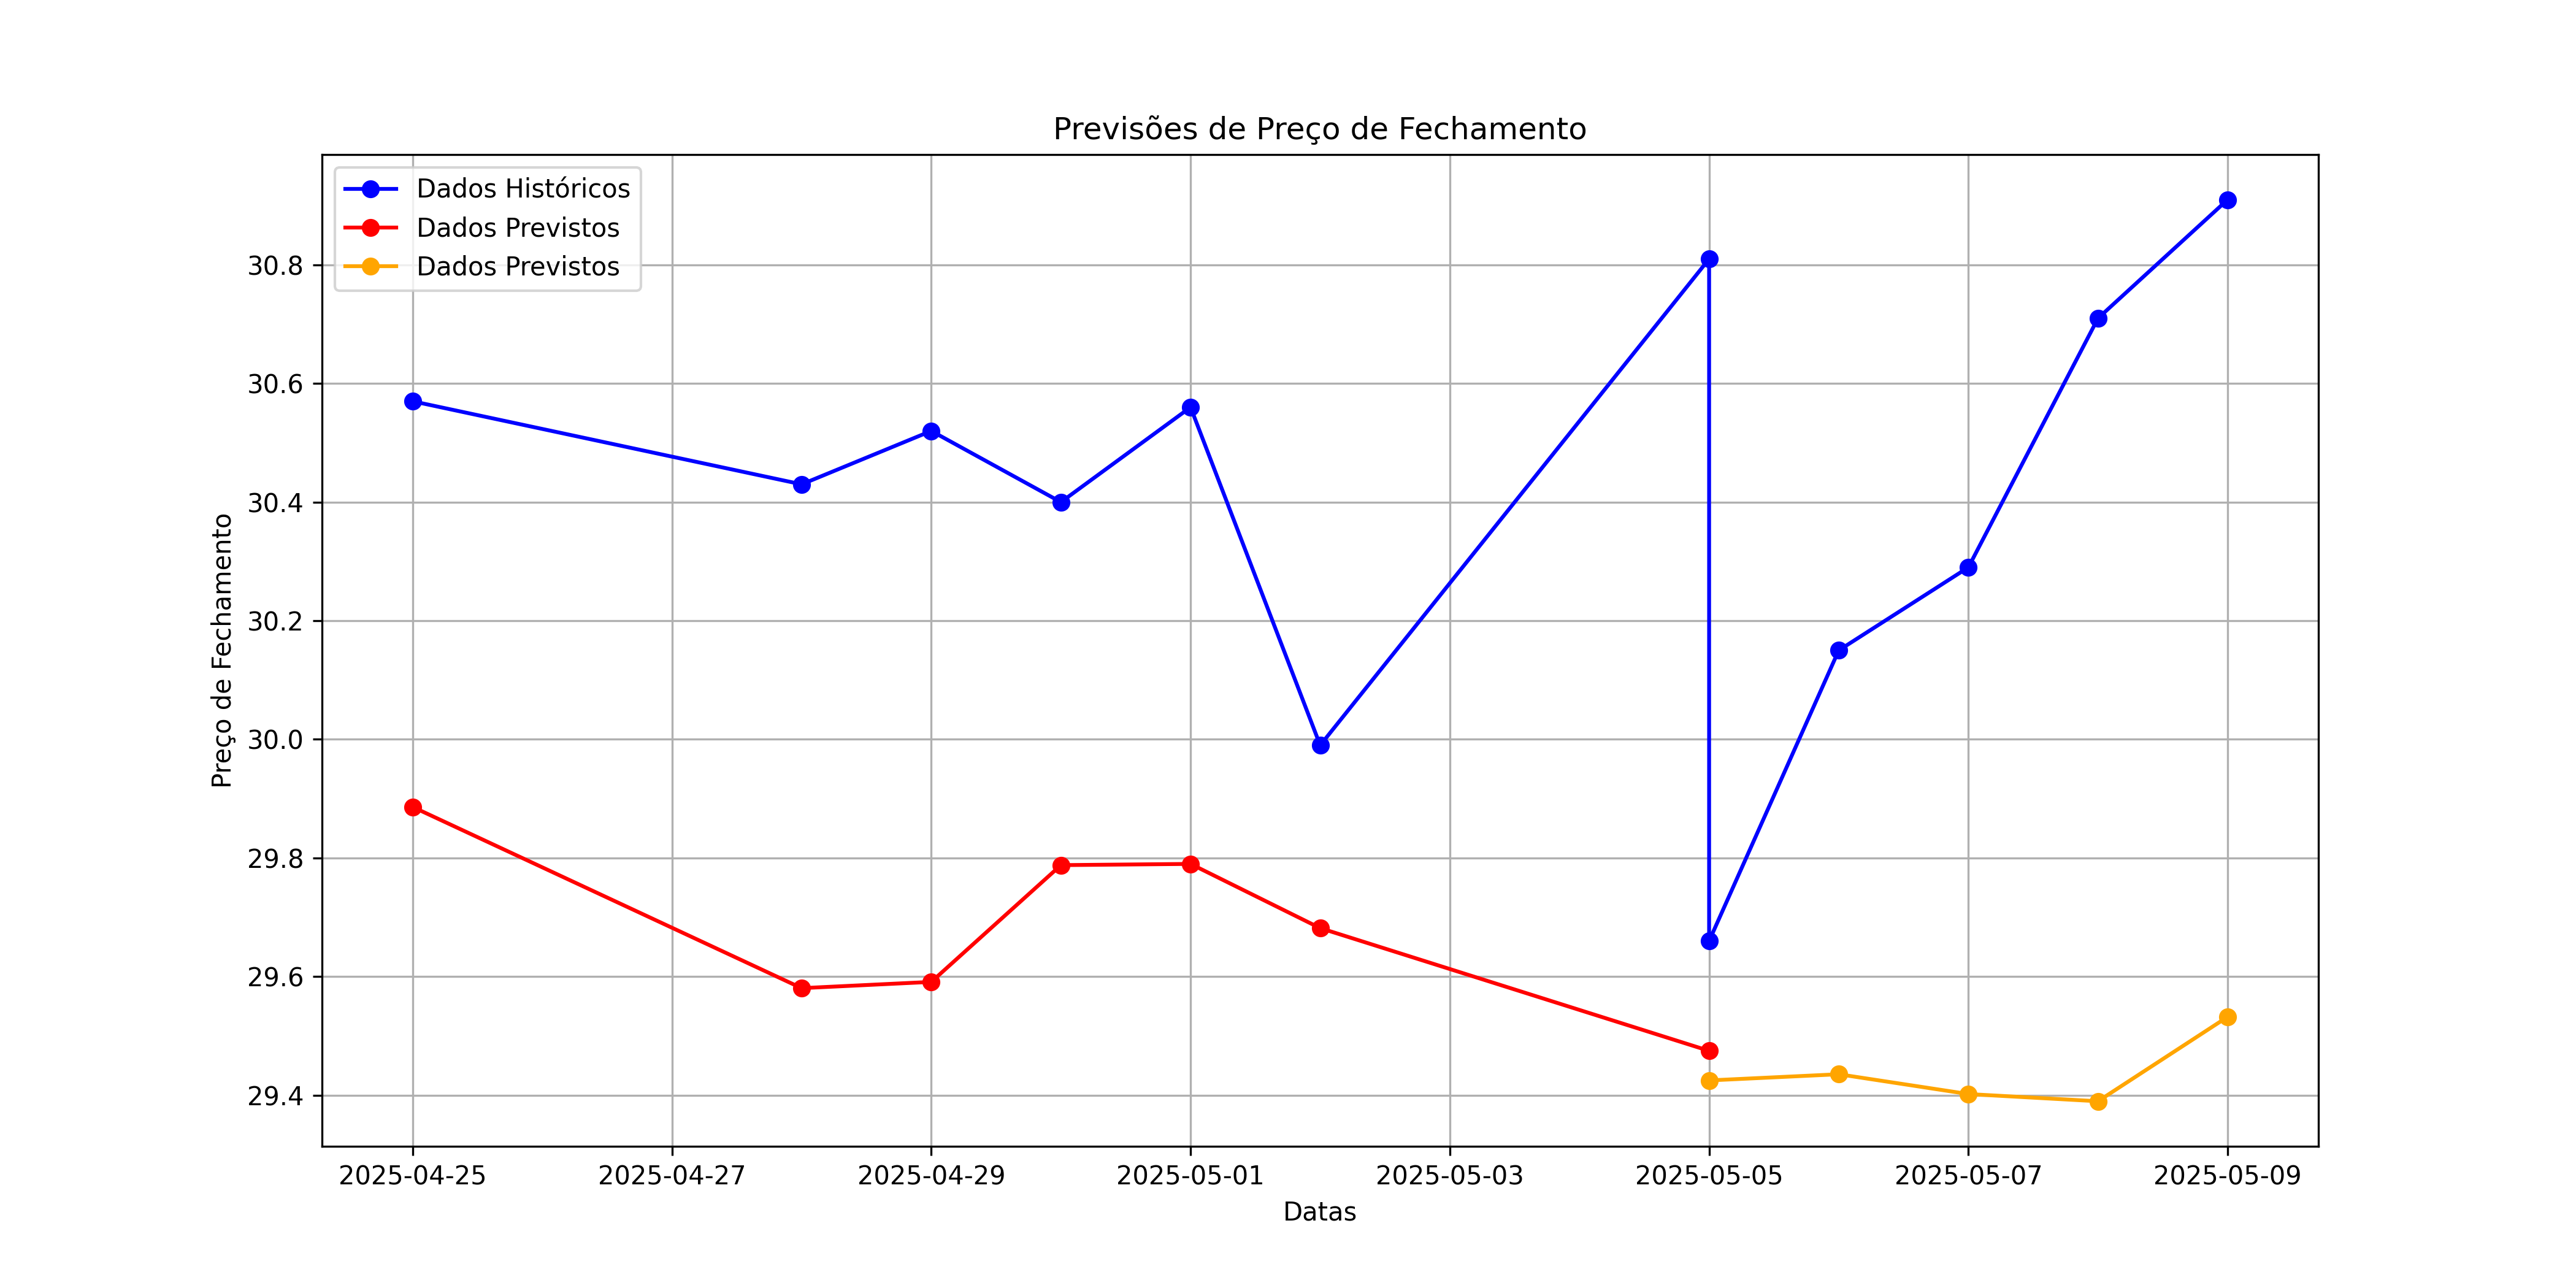 Previsões de Preço de Fechamento
Dados Históricos
Dados Previstos
Dados Previstos
Preço de Fechamento
30.8
30.6
30.4
30.2
30.0
29.8
29.6
29.4
2025-04-25
2025-04-27
2025-04-29
2025-05-01
2025-05-03
2025-05-05
2025-05-07
2025-05-09
Datas